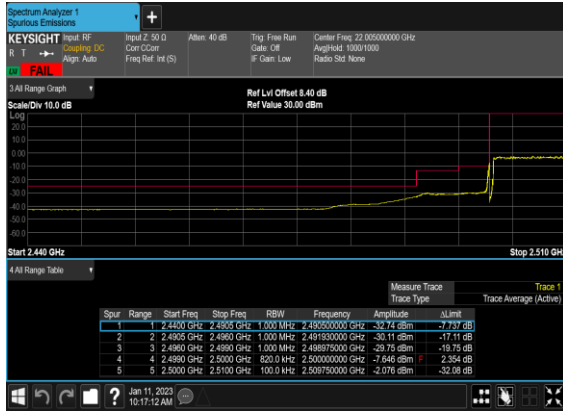 Spectrum Analyzer 1
Spurious Emissions
KEYSIGHT Input: RF Input Z: 50 Ω Atten: 40 dB Trig: Free Run Center Freq: 22.005000000 GHz
R T Coupling: DC Corr CCorr Gate: Off Avg|Hold: 1000/1000
Align: Auto Freq Ref: Int (S) IF Gain: Low Radio Std: None
LV FAIL
3 All Range Graph Ref Lvl Offset 8.40 dB
Scale/Div 10.0 dB Ref Value 30.00 dBm
Log
20.0
10.0
0.00
-10.0
-20.0
-30.0
-40.0
-50.0
-60.0
Start 2.440 GHz Stop 2.510 GH
4 All Range Table
Measure Trace Trace 1
Trace Type Trace Average (Active)
Spur Range Start Freq Stop Freq RBW Frequency Amplitude ΔLimit
1 1 2.4400 GHz 2.4905 GHz 1.000 MHz 2.490500000 GHz -32.74 dBm -7.737 dB
2 2 2.4905 GHz 2.4960 GHz 1.000 MHz 2.491930000 GHz -30.11 dBm -17.11 dB
3 3 2.4960 GHz 2.4990 GHz 1.000 MHz 2.498975000 GHz -29.75 dBm -19.75 dB
4 4 2.4990 GHz 2.5000 GHz 820.0 kHz 2.500000000 GHz -7.646 dBm F 2.354 dB
5 5 2.5000 GHz 2.5100 GHz 100.0 kHz 2.509750000 GHz -2.076 dBm -32.08 dB
? Jan 11, 2023
10:17:12 AM